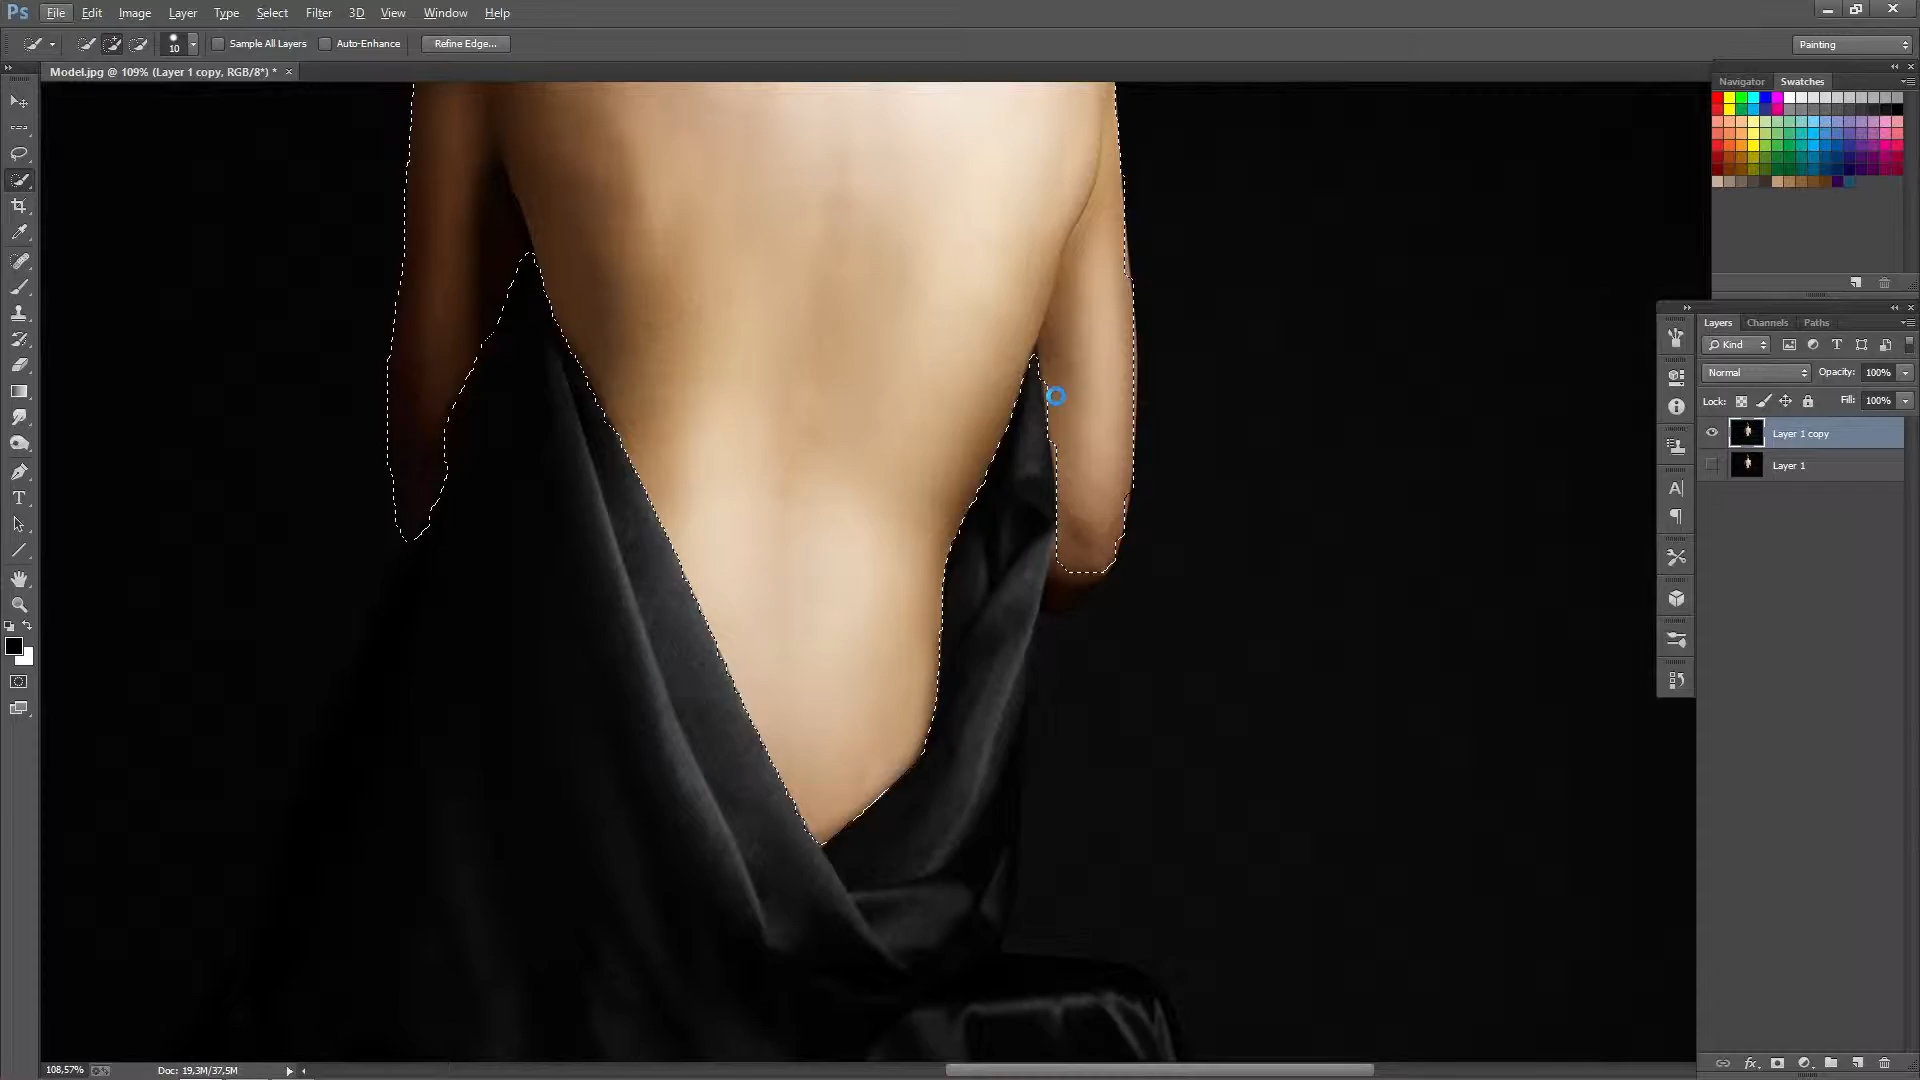 Ps File Edit Image Layer Type Select Filter 3D View Window Help
10 Sample All Layers Auto-Enhance Refine Edge... Painting
Model.jpg @ 109% (Layer 1 copy, RGB/8*) * ×
Navigator Swatches
Layers Channels Paths
Kind
Normal Opacity: 100%
Lock: Fill: 100%
Layer 1 copy
Layer 1
108,57% Doc: 19,3M/37,5M